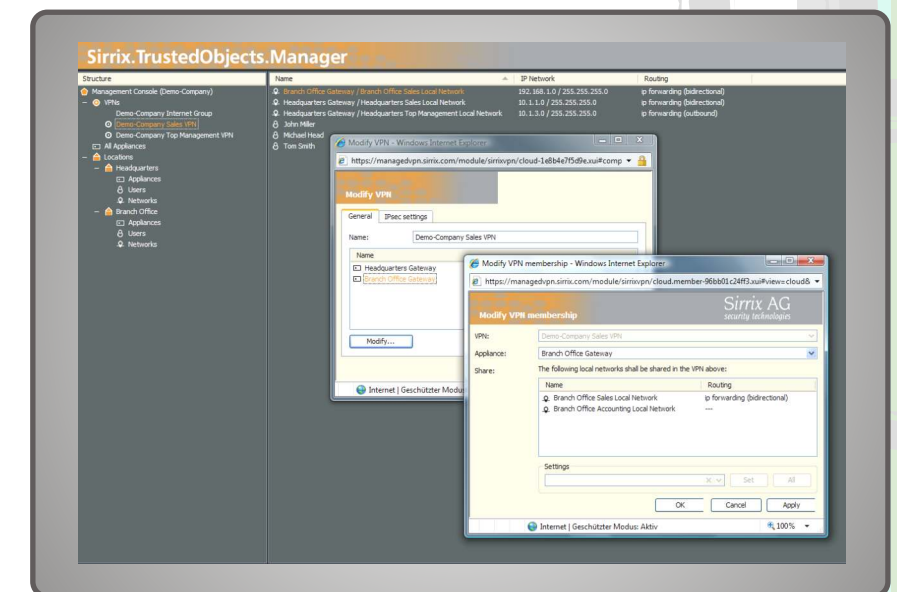 Sirrix.TrustedObjects.Manager
Structure
Management Console (Demo-Company)
VPNs
Demo-Company Internet Group
Demo-Company Sales VPN
Demo-Company Top Management VPN
All Appliances
Locations
Headquarters
Appliances
Users
Networks
Branch Office
Appliances
Users
Networks
Name IP Network Routing
Branch Office Gateway / Branch Office Sales Local Network 192.168.1.0 / 255.255.255.0 ip forwarding (bidirectional)
Headquarters Gateway / Headquarters Sales Local Network 10.1.1.0 / 255.255.255.0 ip forwarding (bidirectional)
Headquarters Gateway / Headquarters Top Management Local Network 10.1.3.0 / 255.255.255.0 ip forwarding (outbound)
John Miller
Michael Head
Tom Smith
Modify VPN - Windows Internet Explorer
https://managedvpn.sirrix.com/module/sirrixvpn/cloud-1e8b4e7f5d9e.xui#comp
Modify VPN
General IPsec settings
Name: Demo-Company Sales VPN
Name
Headquarters Gateway
Branch Office Gateway
Modify...
Internet | Geschützter Modus
Modify VPN membership - Windows Internet Explorer
https://managedvpn.sirrix.com/module/sirrixvpn/cloud.member-96bb01c24ff3.xui#view=cloud&
Modify VPN membership
Sirrix AG
security technologies
VPN: Demo-Company Sales VPN
Appliance: Branch Office Gateway
Share: The following local networks shall be shared in the VPN above:
Name Routing
Branch Office Sales Local Network ip forwarding (bidirectional)
Branch Office Accounting Local Network ---
Settings
Set All
OK Cancel Apply
Internet | Geschützter Modus: Aktiv 100%